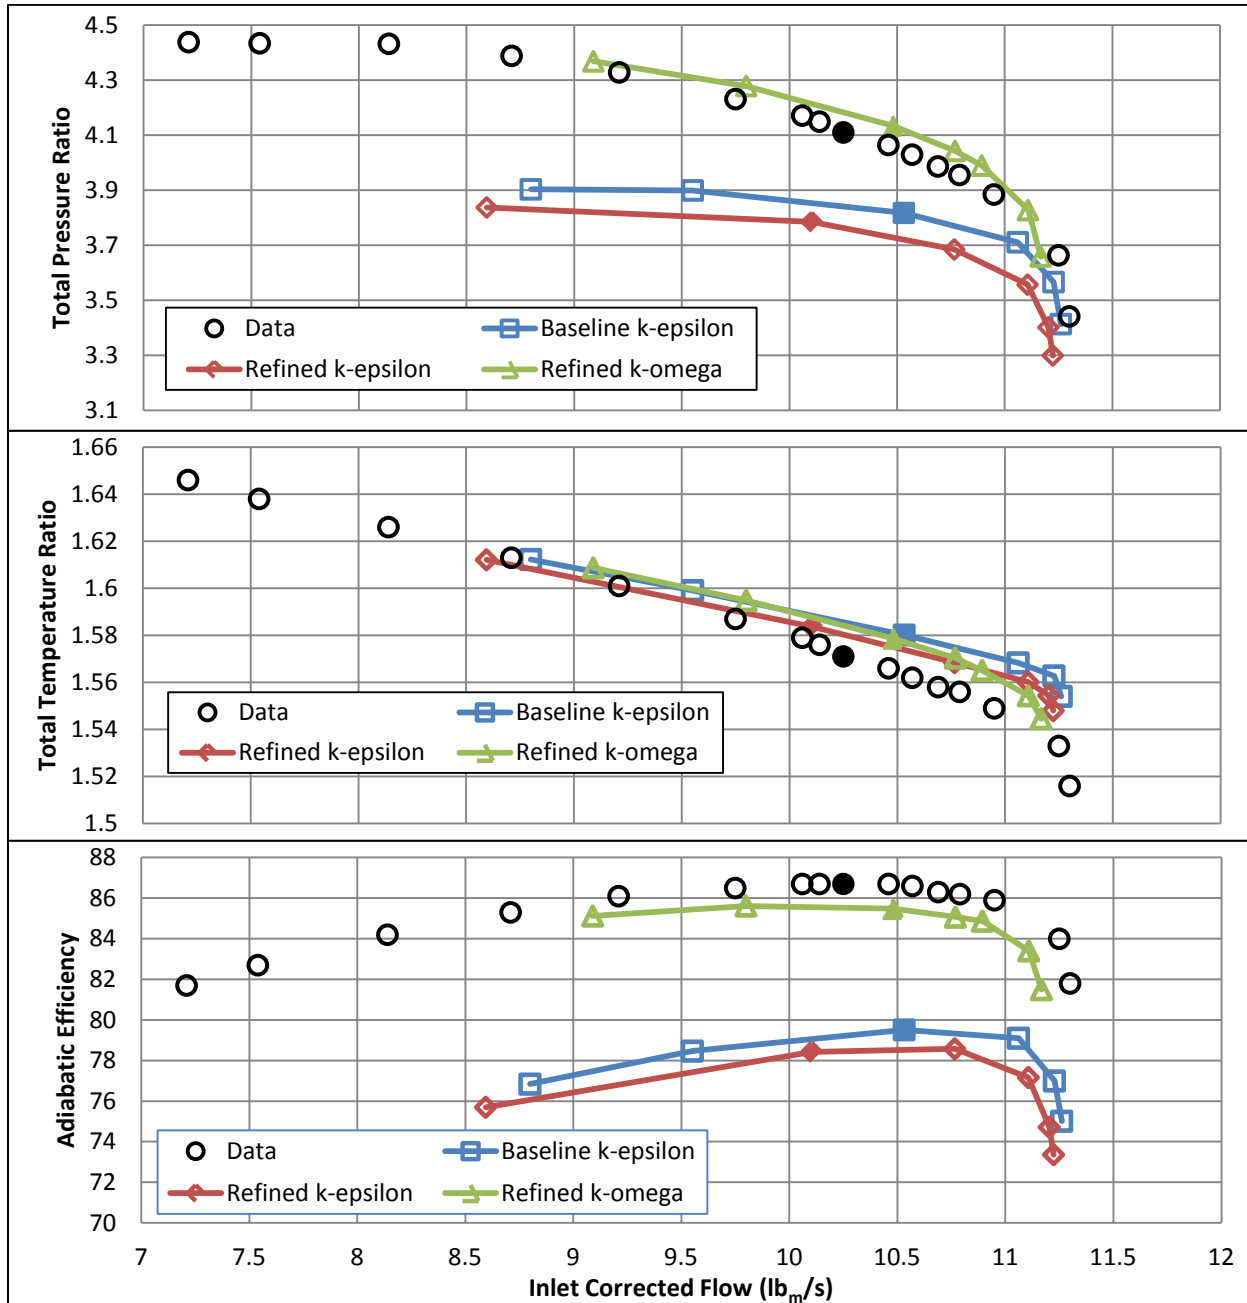 Total Pressure Ratio
4.5
4.3
4.1
3.9
3.7
3.5
3.3
3.1
Data
Baseline k-epsilon
Refined k-epsilon
Refined k-omega
Total Temperature Ratio
1.66
1.64
1.62
1.6
1.58
1.56
1.54
1.52
1.5
Data
Baseline k-epsilon
Refined k-epsilon
Refined k-omega
Adiabatic Efficiency
88
86
84
82
80
78
76
74
72
70
Data
Baseline k-epsilon
Refined k-epsilon
Refined k-omega
7 7.5 8 8.5 9 9.5 10 10.5 11 11.5 12
Inlet Corrected Flow (lbm/s)